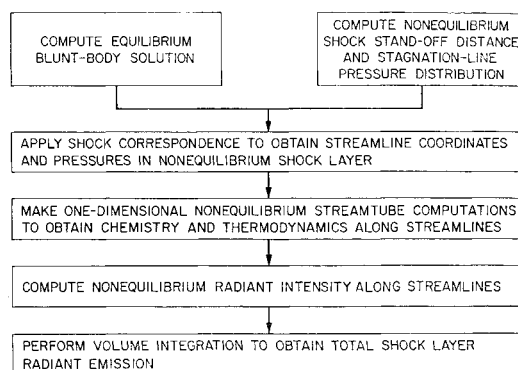 COMPUTE EQUILIBRIUM
BLUNT-BODY SOLUTION
COMPUTE NONEQUILIBRIUM
SHOCK STAND-OFF DISTANCE
AND STAGNATION-LINE
PRESSURE DISTRIBUTION
APPLY SHOCK CORRESPONDENCE TO OBTAIN STREAMLINE COORDINATES
AND PRESSURES IN NONEQUILIBRIUM SHOCK LAYER
MAKE ONE-DIMENSIONAL NONEQUILIBRIUM STREAMTUBE COMPUTATIONS
TO OBTAIN CHEMISTRY AND THERMODYNAMICS ALONG STREAMLINES
COMPUTE NONEQUILIBRIUM RADIANT INTENSITY ALONG STREAMLINES
PERFORM VOLUME INTEGRATION TO OBTAIN TOTAL SHOCK LAYER
RADIANT EMISSION